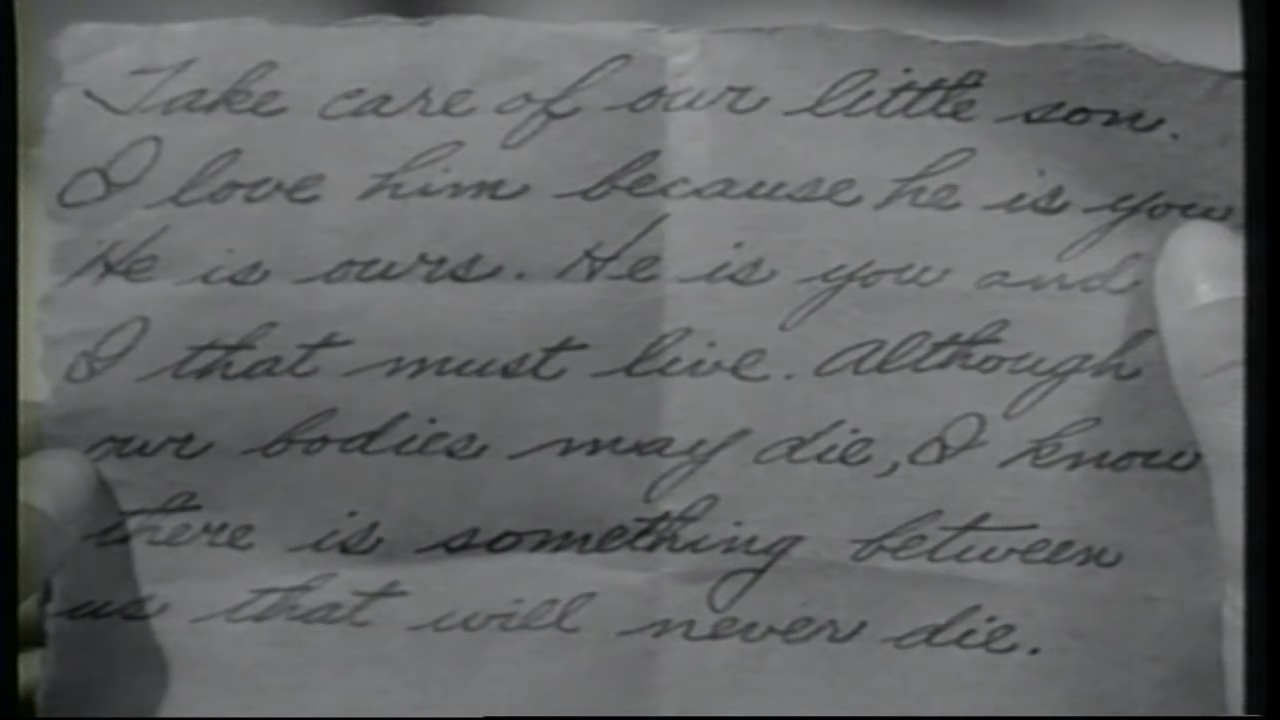 Take care of our little son.
I love him because he is you
He is ours. He is you and
I that must live. Although
our bodies may die, I know
there is something between
us that will never die.